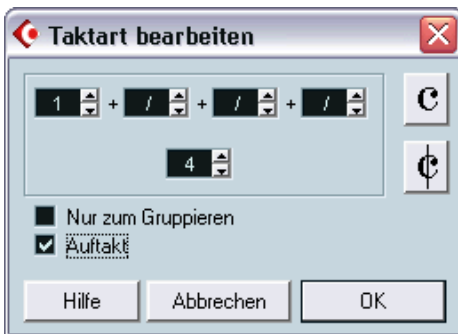 Taktart bearbeiten
1 + / + / + /
4
Nur zum Gruppieren
Auftakt
Hilfe Abbrechen OK